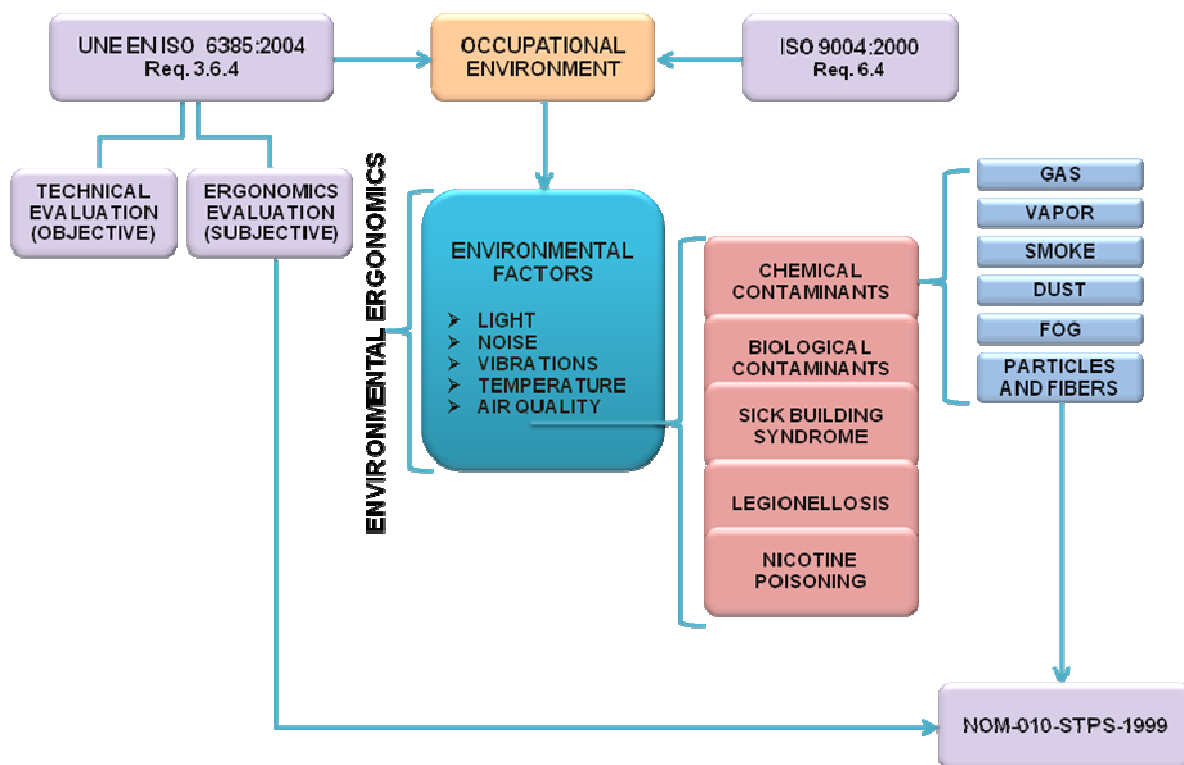 UNE EN ISO 6385:2004
Req. 3.6.4
OCCUPATIONAL
ENVIRONMENT
ISO 9004:2000
Req. 6.4
TECHNICAL
EVALUATION
(OBJECTIVE)
ERGONOMICS
EVALUATION
(SUBJECTIVE)
ENVIRONMENTAL ERGONOMICS
ENVIRONMENTAL
FACTORS
➢ LIGHT
➢ NOISE
➢ VIBRATIONS
➢ TEMPERATURE
➢ AIR QUALITY
CHEMICAL
CONTAMINANTS
BIOLOGICAL
CONTAMINANTS
SICK BUILDING
SYNDROME
LEGIONELLOSIS
NICOTINE
POISONING
GAS
VAPOR
SMOKE
DUST
FOG
PARTICLES
AND FIBERS
NOM-010-STPS-1999